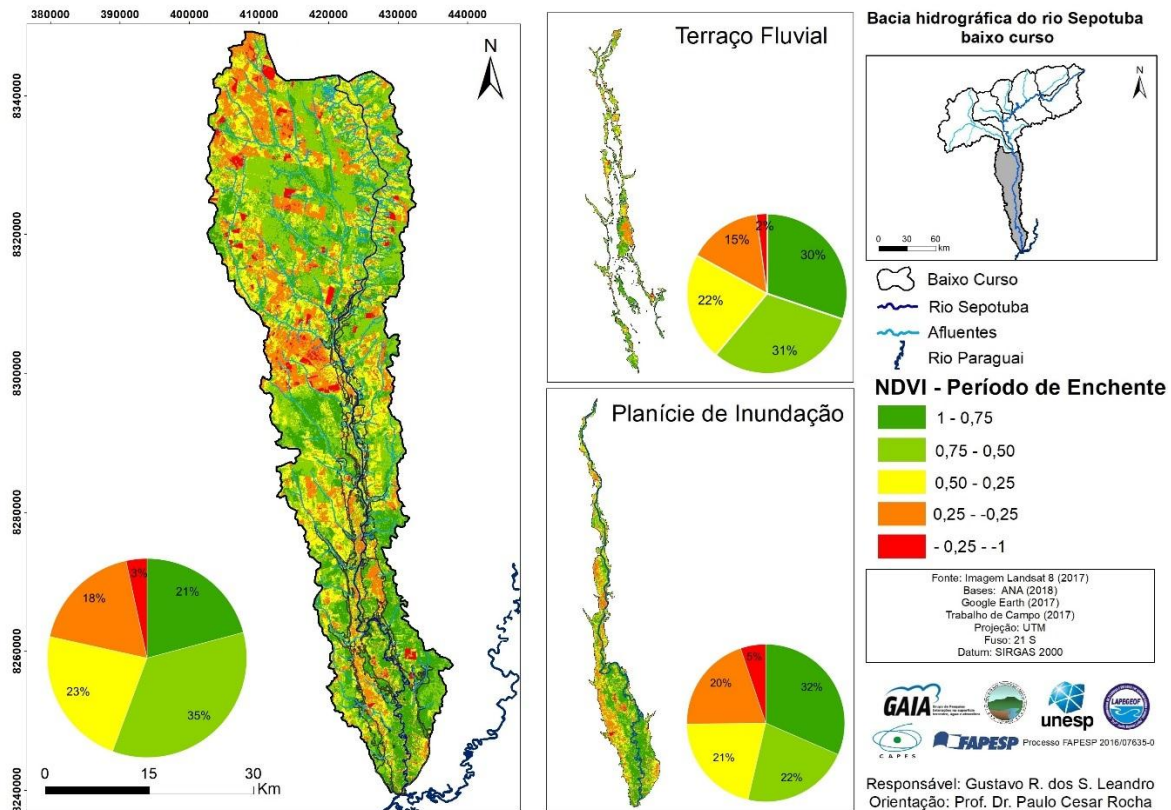 380000 400000 410000 420000 430000 440000
8340000
8320000
8300000
8280000
8260000
8240000
N
3%
21%
18%
23%
35%
0 15 30
Km
Terraço Fluvial
2%
15%
30%
22%
31%
Planície de Inundação
5%
20%
32%
21%
22%
Bacia hidrográfica do rio Sepotuba
baixo curso
N
0 30 60
km
Baixo Curso
Rio Sepotuba
Afluentes
Rio Paraguai
NDVI - Período de Enchente
1 - 0,75
0,75 - 0,50
0,50 - 0,25
0,25 - -0,25
- 0,25 - -1
Fonte: Imagem Landsat 8 (2017)
Bases: ANA (2018)
Google Earth (2017)
Trabalho de Campo (2017)
Projeção: UTM
Fuso: 21 S
Datum: SIRGAS 2000
GAIA
unesp
LAPEGEOF
CAPES
FAPESP Processo FAPESP 2016/07635-0
Responsável: Gustavo R. dos S. Leandro
Orientação: Prof. Dr. Paulo Cesar Rocha